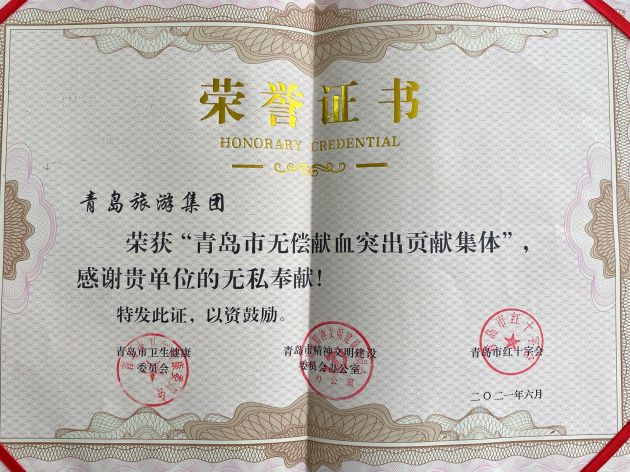 荣誉证书
HONORARY CREDENTIAL
青岛旅游集团
荣获“青岛市无偿献血突出贡献集体”，
感谢贵单位的无私奉献!
特发此证，以资鼓励。
青岛市卫生健康
委员会
青岛市精神文明建设
委员会办公室
青岛市红十字会
二〇二一年六月